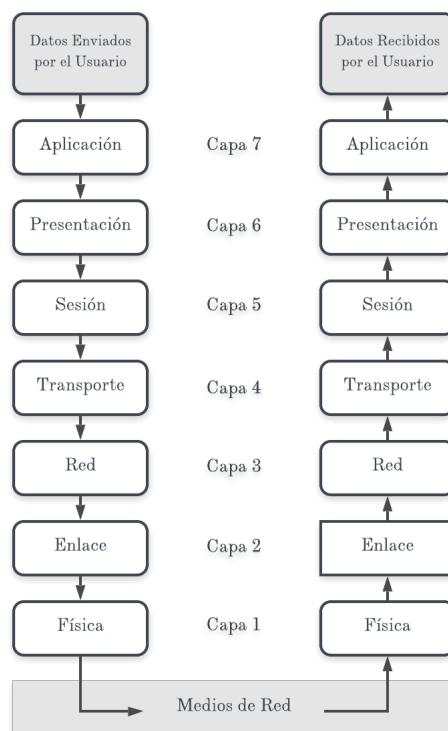 Datos Enviados
por el Usuario
Datos Recibidos
por el Usuario
Aplicación
Capa 7
Aplicación
Presentación
Capa 6
Presentación
Sesión
Capa 5
Sesión
Transporte
Capa 4
Transporte
Red
Capa 3
Red
Enlace
Capa 2
Enlace
Física
Capa 1
Física
Medios de Red